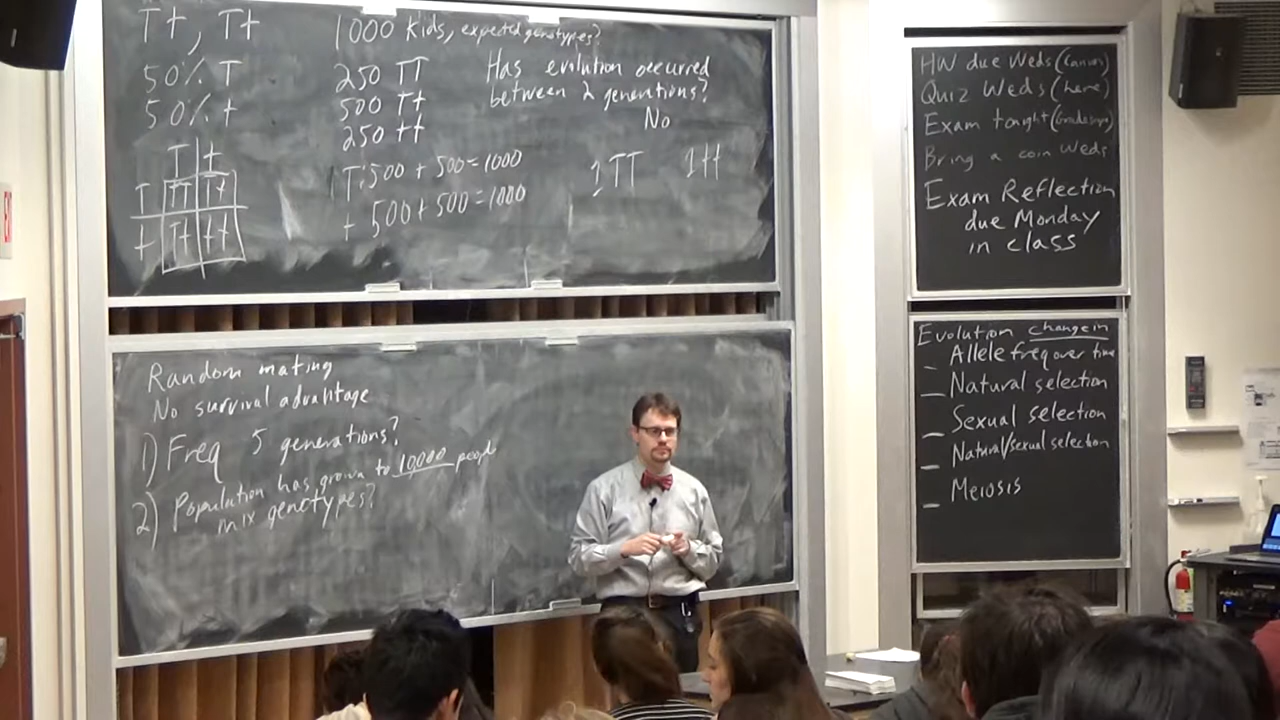 Tt, Tt
50% T
50% t
T t
T TT Tt
t Tt tt
1000 kids, expected genotypes?
250 TT
500 Tt
250 tt
T: 500 + 500 = 1000
t 500 + 500 = 1000
Has evolution occurred
between 2 generations?
No
1 TT 1 tt
Random mating
No survival advantage
1) Freq 5 generations?
2) Population has grown to 10,000 people
mix genotypes?
HW due Weds (Canvas)
Quiz Weds (here)
Exam tonight (Gradescope)
Bring a coin Weds
Exam Reflection
due Monday
in class
Evolution change in
Allele freq over time
– Natural selection
– Sexual selection
– Natural/sexual selection
– Meiosis